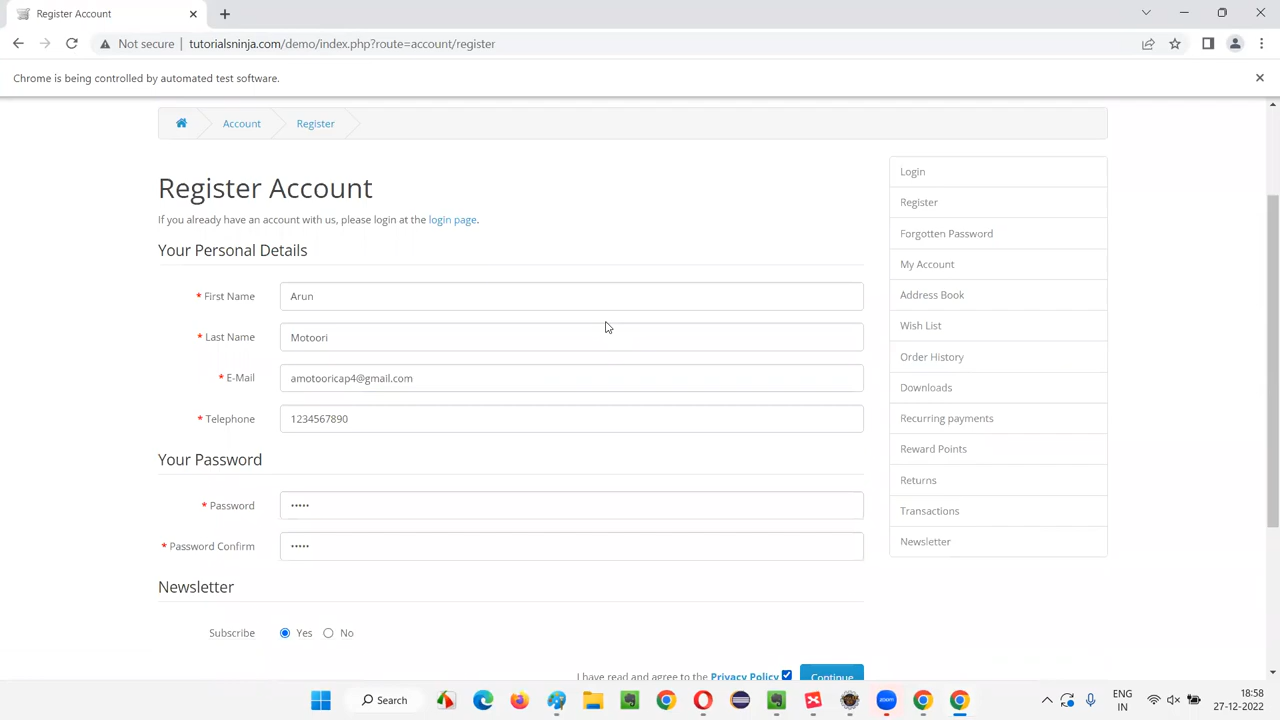 Register Account
Not secure
tutorialsninja.com/demo/index.php?route=account/register
Chrome is being controlled by automated test software.
Account
Register
Register Account
If you already have an account with us, please login at the login page.
Your Personal Details
* First Name
Arun
* Last Name
Motoori
* E-Mail
amotooricap4@gmail.com
* Telephone
1234567890
Your Password
* Password
•••••
* Password Confirm
•••••
Newsletter
Subscribe
Yes
No
I have read and agree to the Privacy Policy
Continue
Login
Register
Forgotten Password
My Account
Address Book
Wish List
Order History
Downloads
Recurring payments
Reward Points
Returns
Transactions
Newsletter
Search
zoom
ENG
IN
18:58
27-12-2022